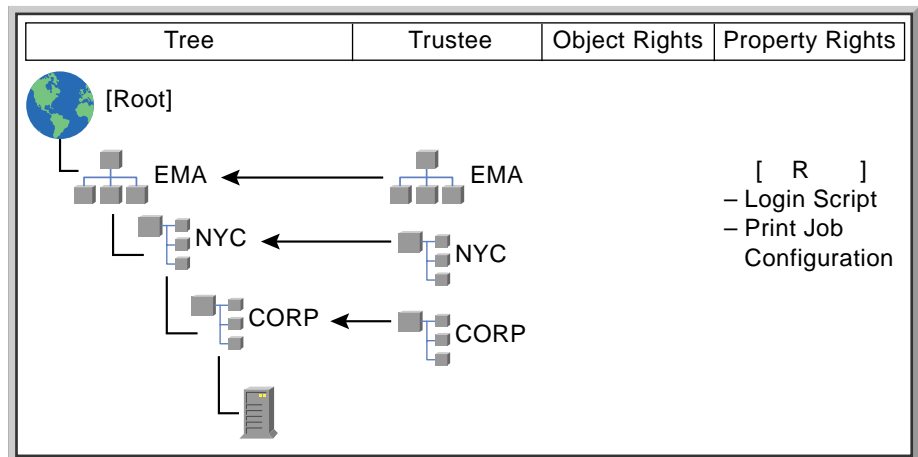 Tree Trustee Object Rights Property Rights
[Root]
EMA EMA [ R ]
– Login Script
– Print Job
Configuration
NYC NYC
CORP CORP